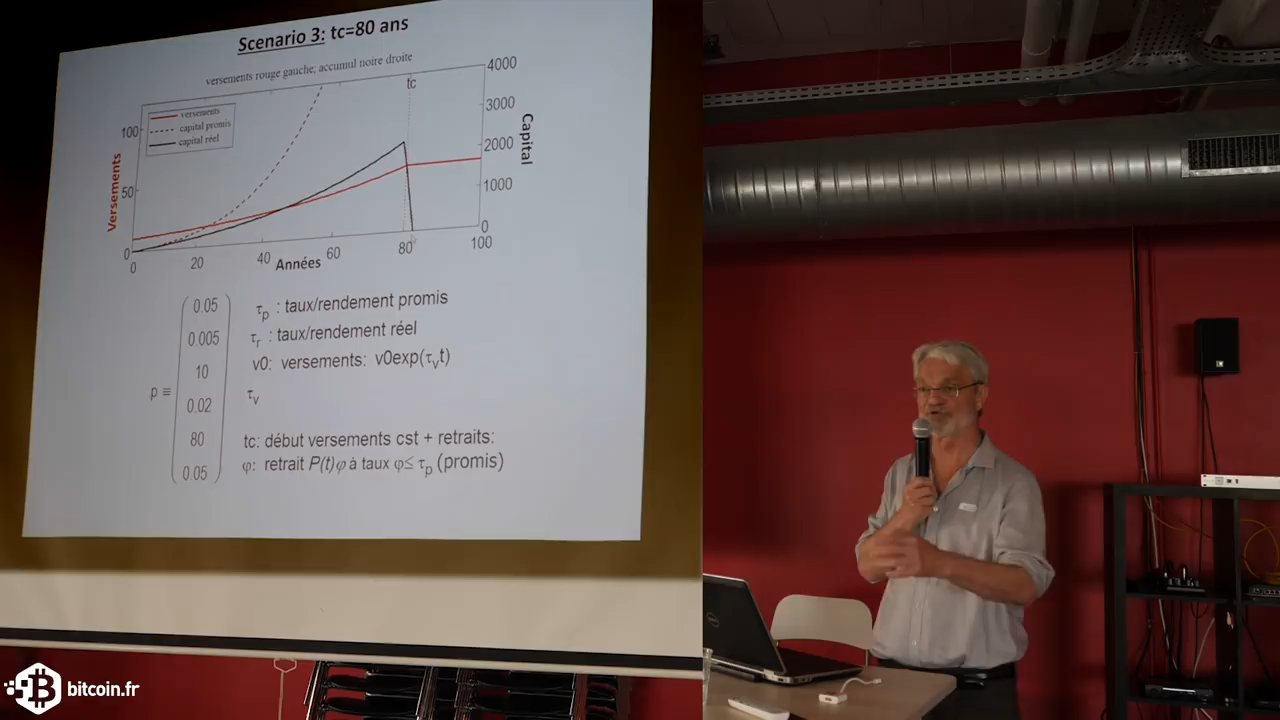 Scenario 3: tc=80 ans
versements rouge gauche; accumul noire droite
versements
capital promis
capital réel
tc
100
50
0
Versements
4000
3000
2000
1000
0
Capital
0 20 40 60 80 100
Années
p ≡
0.05
0.005
10
0.02
80
0.05
τp : taux/rendement promis
τr : taux/rendement réel
v0: versements: v0exp(τvt)
τv
tc: début versements cst + retraits:
φ: retrait P(t)φ à taux φ≤ τp (promis)
bitcoin.fr